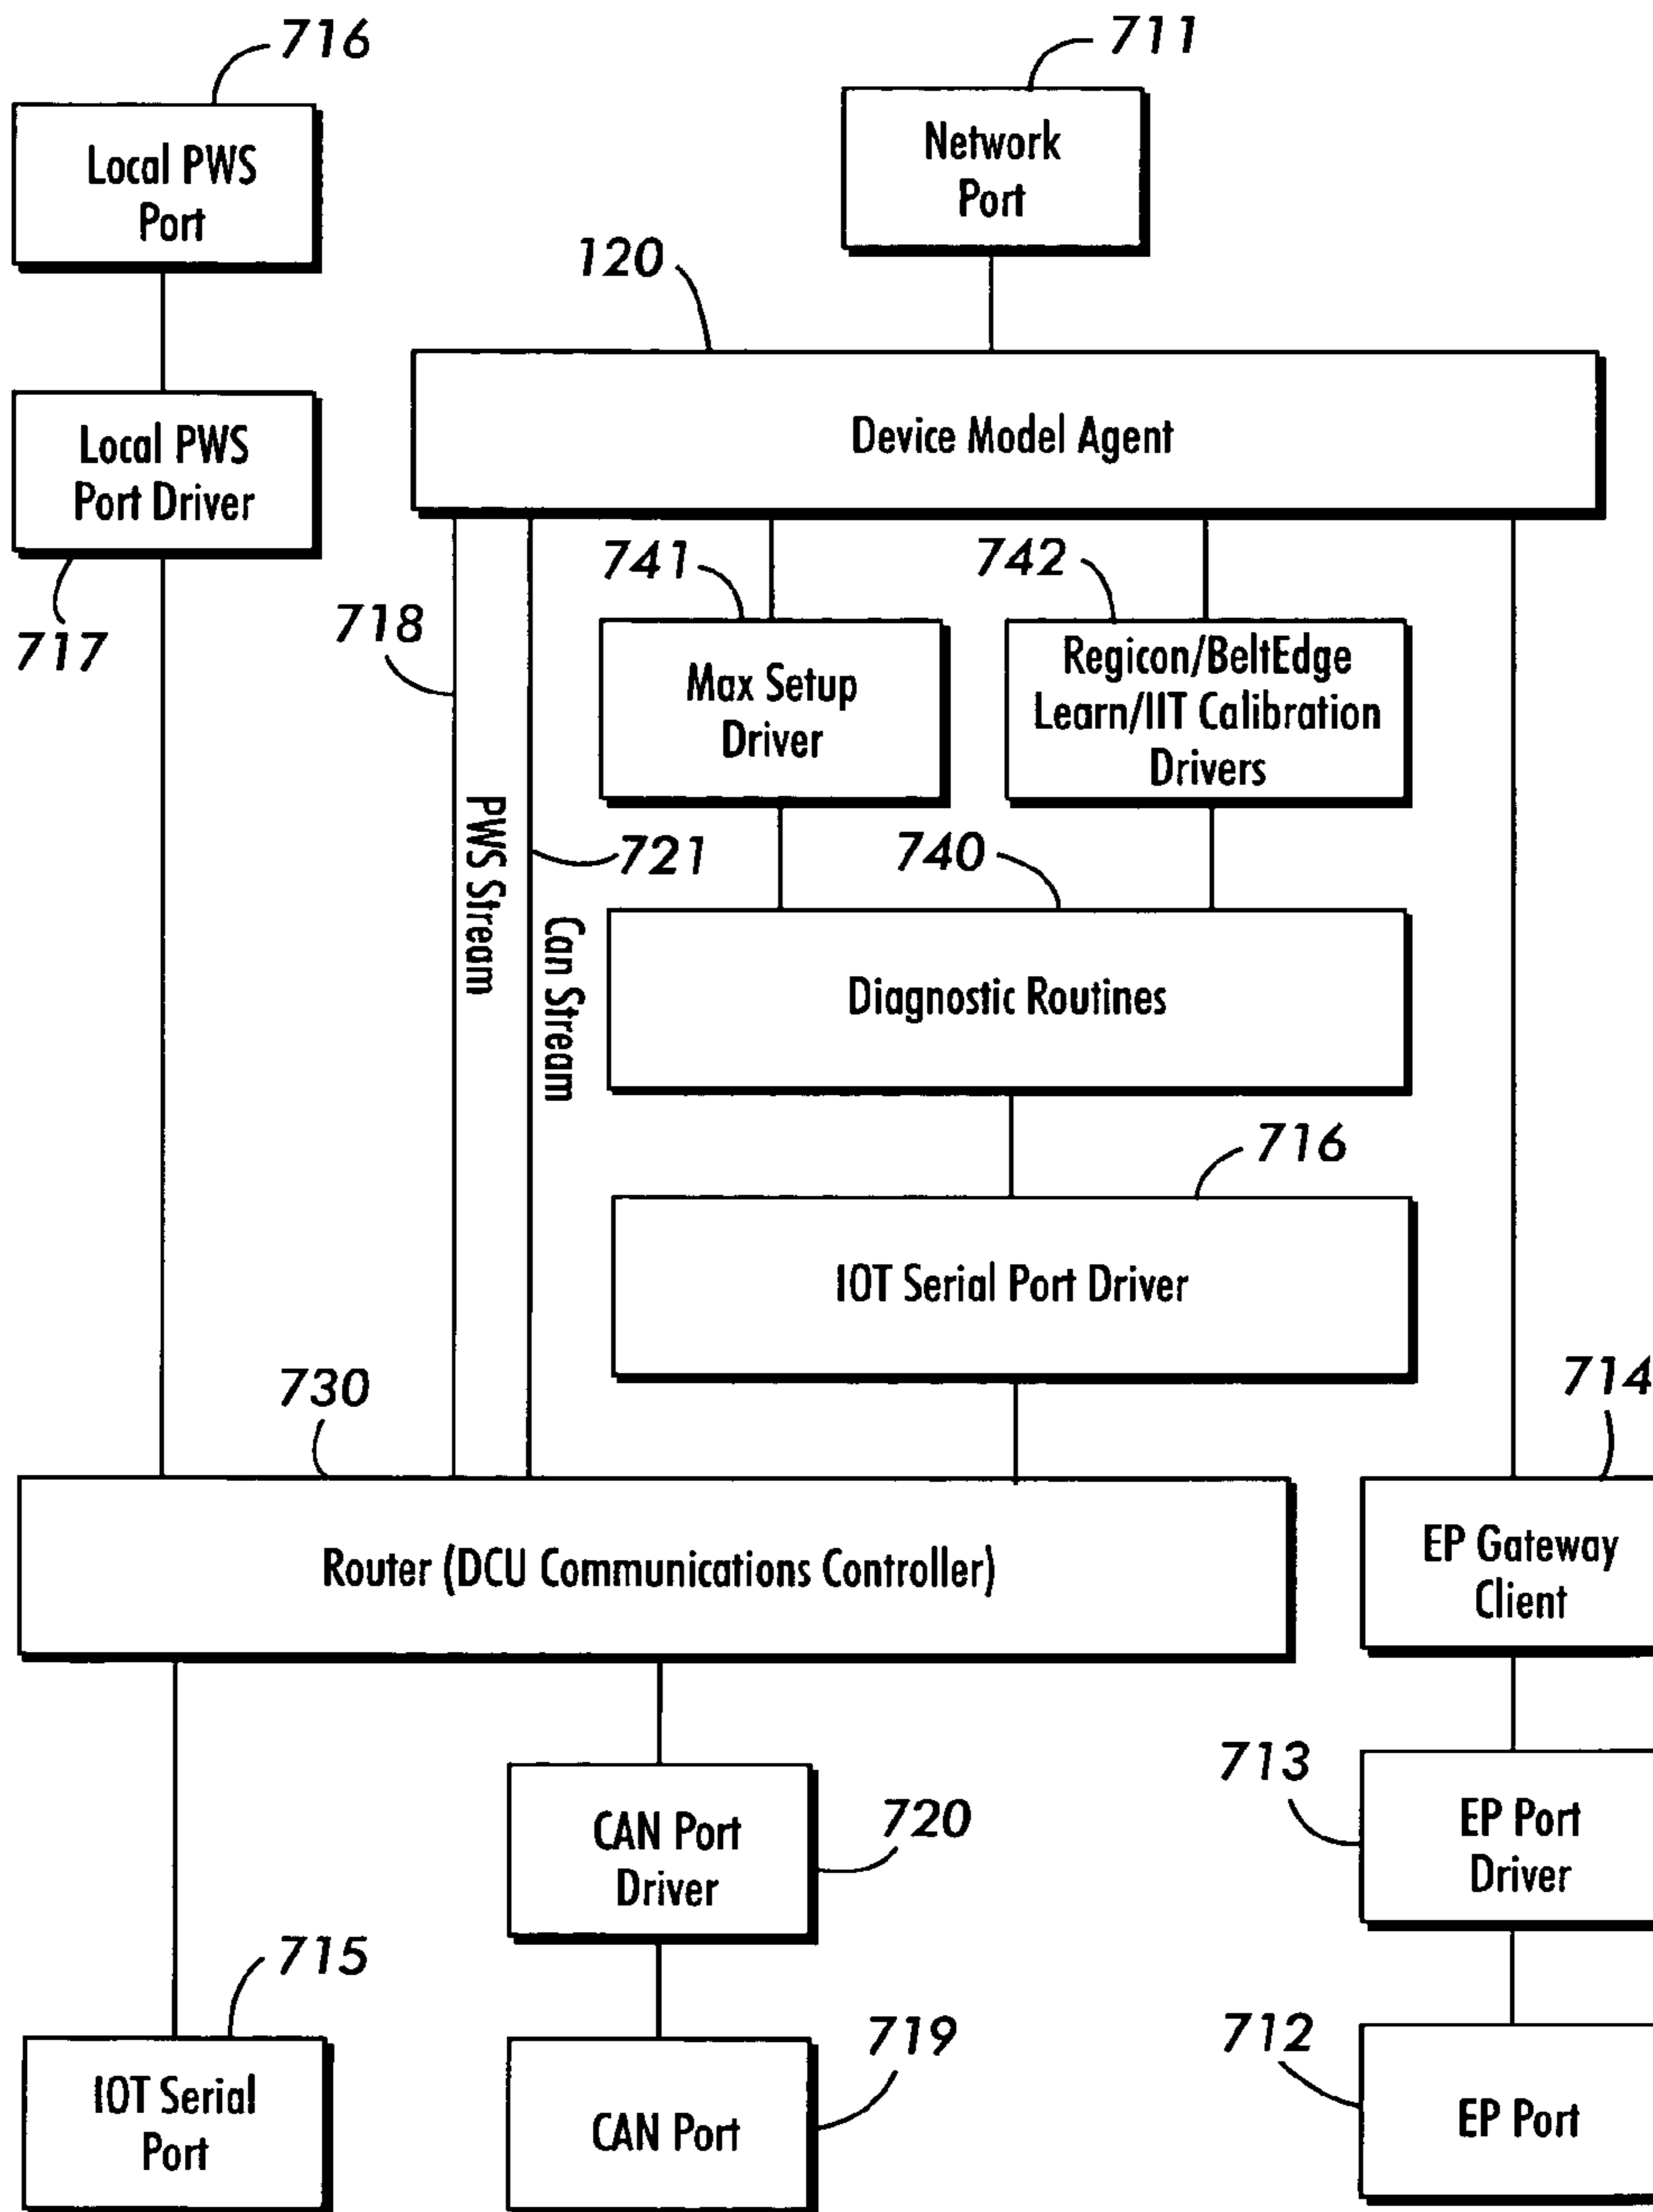 716
711
Local PWS
Port
Network
Port
120
Device Model Agent
Local PWS
Port Driver
717
718
741
742
Max Setup
Driver
Regicon/BeltEdge
Learn/IIT Calibration
Drivers
PWS Stream
721
740
Can Stream
Diagnostic Routines
716
IOT Serial Port Driver
730
714
Router (DCU Communications Controller)
EP Gateway
Client
713
CAN Port
Driver
720
EP Port
Driver
715
719
712
IOT Serial
Port
CAN Port
EP Port